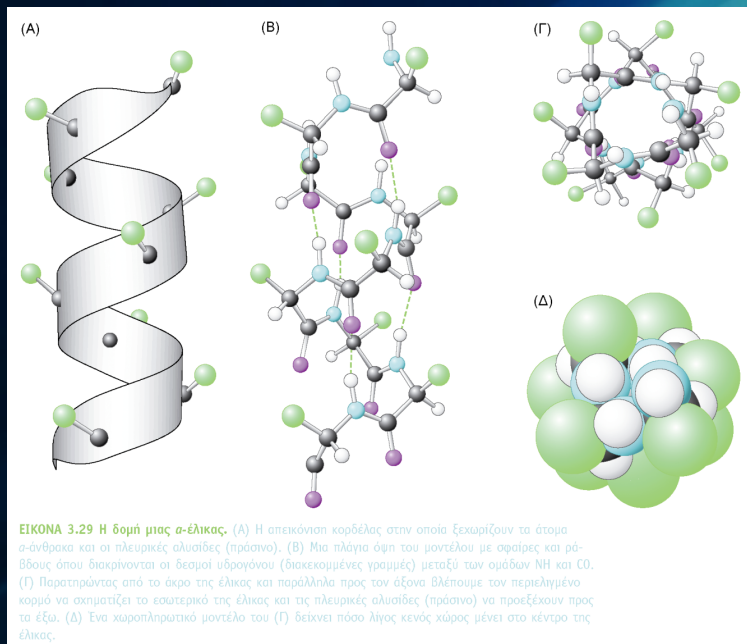 (Α)
(Β)
(Γ)
(Δ)
ΕΙΚΟΝΑ 3.29 Η δομή μιας α-έλικας. (Α) Η απεικόνιση κορδέλας στην οποία ξεχωρίζουν τα άτομα
α-άνθρακα και οι πλευρικές αλυσίδες (πράσινο). (Β) Μια πλάγια όψη του μοντέλου με σφαίρες και ρά-
βδους όπου διακρίνονται οι δεσμοί υδρογόνου (διακεκομμένες γραμμές) μεταξύ των ομάδων NH και CO.
(Γ) Παρατηρώντας από το άκρο της έλικας και παράλληλα προς τον άξονα βλέπουμε τον περιελιγμένο
κορμό να σχηματίζει το εσωτερικό της έλικας και τις πλευρικές αλυσίδες (πράσινο) να προεξέχουν προς
τα έξω. (Δ) Ένα χωροπληρωτικό μοντέλο του (Γ) δείχνει πόσο λίγος κενός χώρος μένει στο κέντρο της
έλικας.